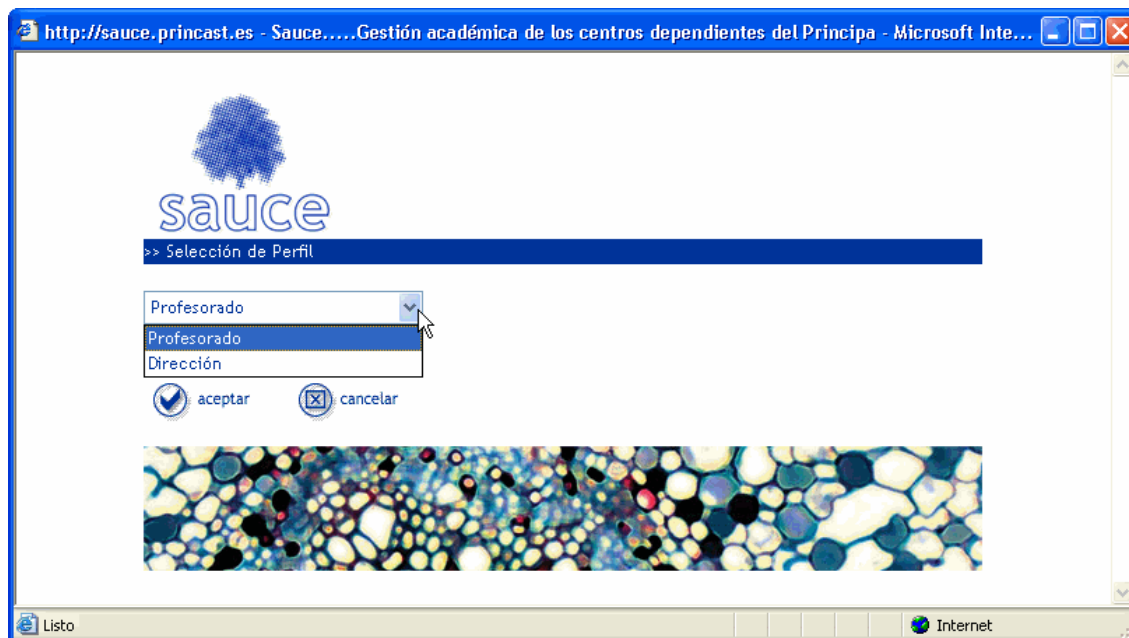 http://sauce.princast.es - Sauce.....Gestión académica de los centros dependientes del Principa - Microsoft Inte...
sauce
>> Selección de Perfil
Profesorado
Profesorado
Dirección
aceptar cancelar
Listo Internet